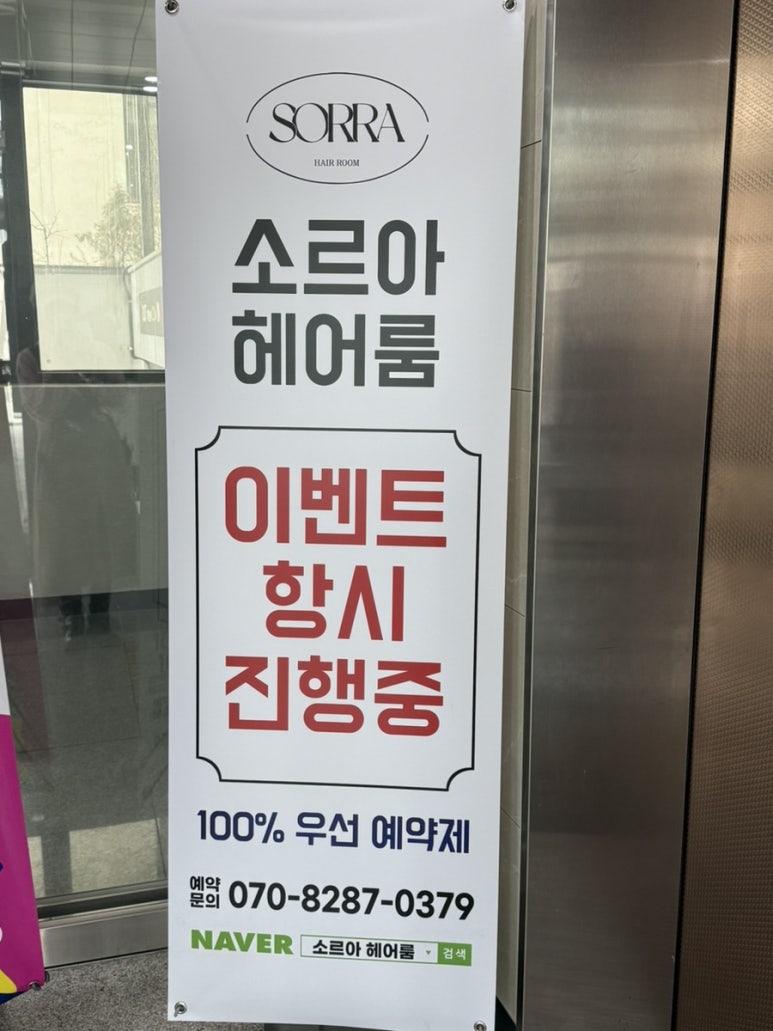 SORRA
HAIR ROOM
소르아
헤어룸
이벤트
항시
진행중
100% 우선 예약제
예약
문의 070-8287-0379
NAVER 소르아 헤어룸 검색